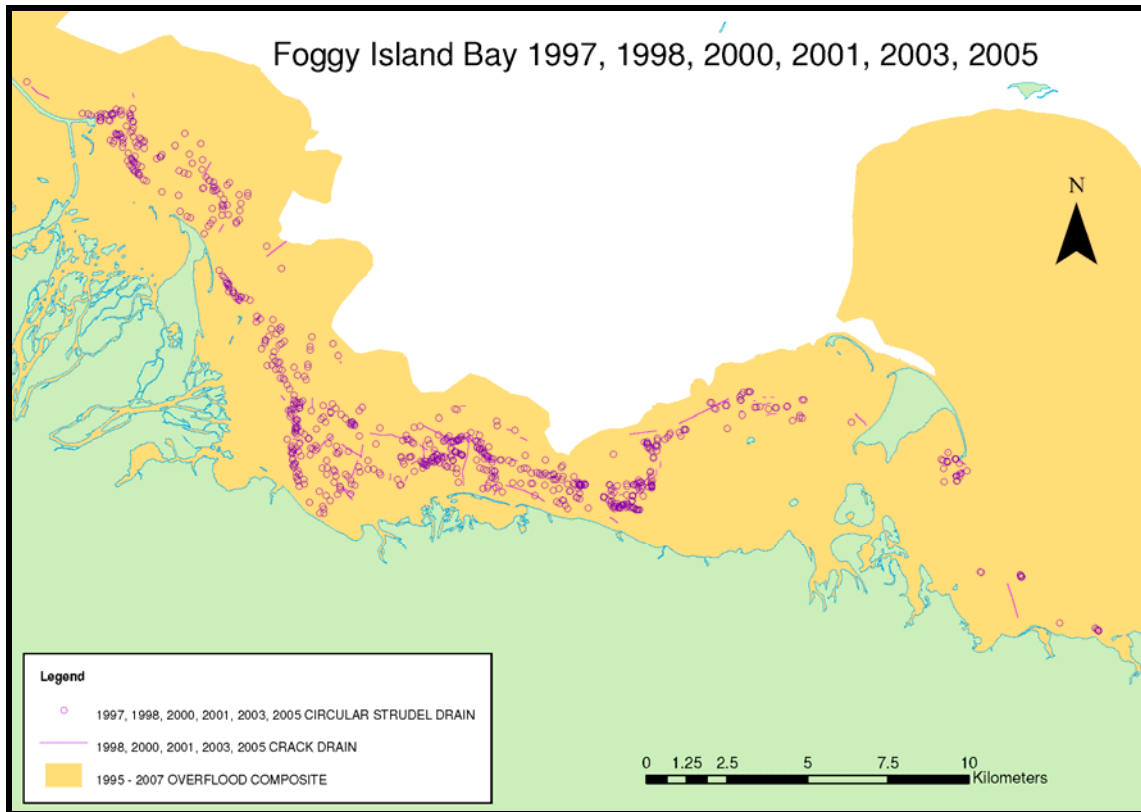 Foggy Island Bay 1997, 1998, 2000, 2001, 2003, 2005
N
Legend
1997, 1998, 2000, 2001, 2003, 2005 CIRCULAR STRUDEL DRAIN
1998, 2000, 2001, 2003, 2005 CRACK DRAIN
1995 - 2007 OVERFLOOD COMPOSITE
0 1.25 2.5 5 7.5 10
Kilometers